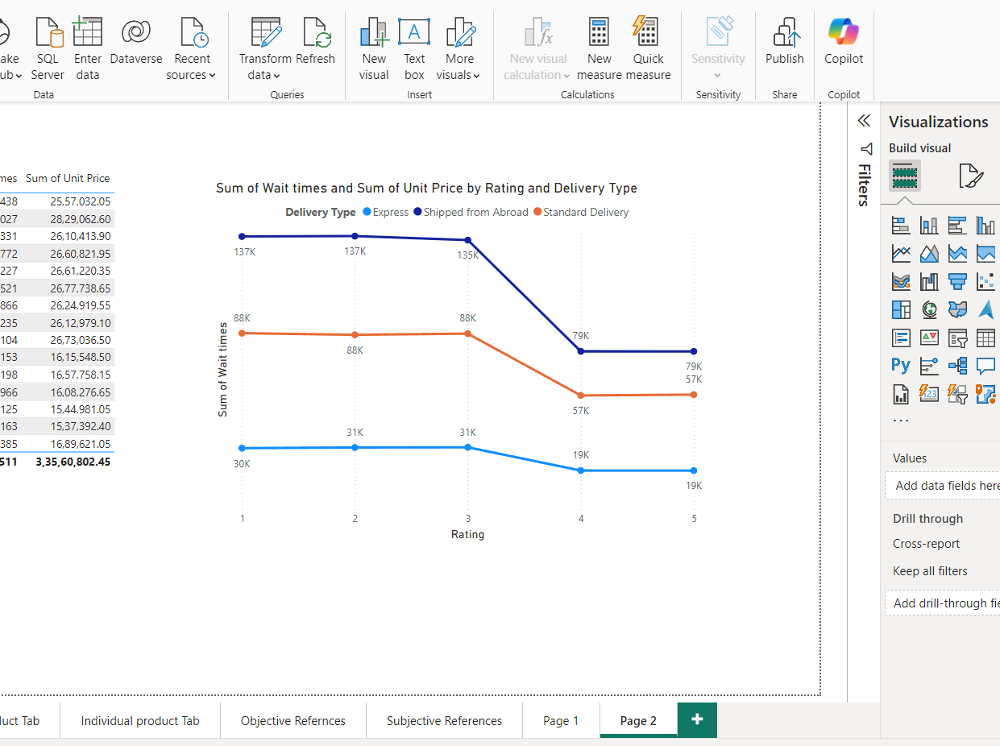 ake SQL Enter Dataverse Recent Transform Refresh New Text More New visual New Quick Sensitivity Publish Copilot
ub Server data sources data visual box visuals calculation measure measure
Data Queries Insert Calculations Sensitivity Share Copilot
Visualizations
Build visual
Filters
mes Sum of Unit Price
438 25,57,032.05
027 28,29,062.60
331 26,10,413.90
772 26,60,821.95
227 26,61,220.35
521 26,77,738.65
866 26,24,919.55
235 26,12,979.10
104 26,73,036.50
153 16,15,548.50
198 16,57,758.15
966 16,08,276.65
125 15,44,981.05
163 15,37,392.40
385 16,89,621.05
511 3,35,60,802.45
Sum of Wait times and Sum of Unit Price by Rating and Delivery Type
Delivery Type Express Shipped from Abroad Standard Delivery
Sum of Wait times
137K 137K 135K 79K 79K
88K 88K 88K 57K 57K
30K 31K 31K 19K 19K
1 2 3 4 5
Rating
Py
123
Values
Add data fields here
Drill through
Cross-report
Keep all filters
Add drill-through fie
uct Tab Individual product Tab Objective Refernces Subjective References Page 1 Page 2 +